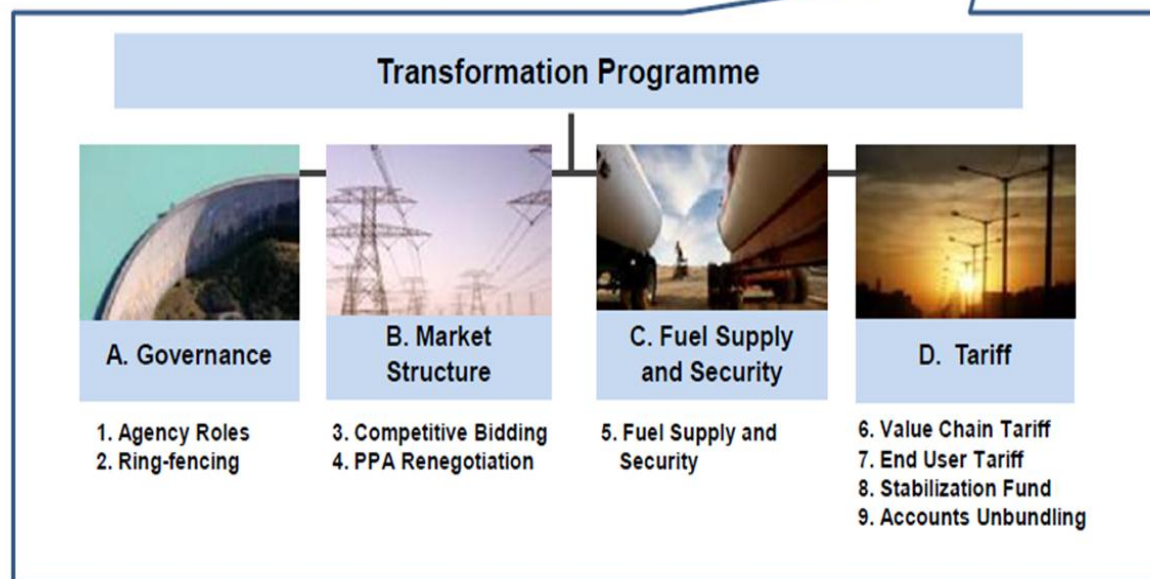 Transformation Programme
A. Governance
1. Agency Roles
2. Ring-fencing
B. Market
Structure
3. Competitive Bidding
4. PPA Renegotiation
C. Fuel Supply
and Security
5. Fuel Supply and
Security
D. Tariff
6. Value Chain Tariff
7. End User Tariff
8. Stabilization Fund
9. Accounts Unbundling